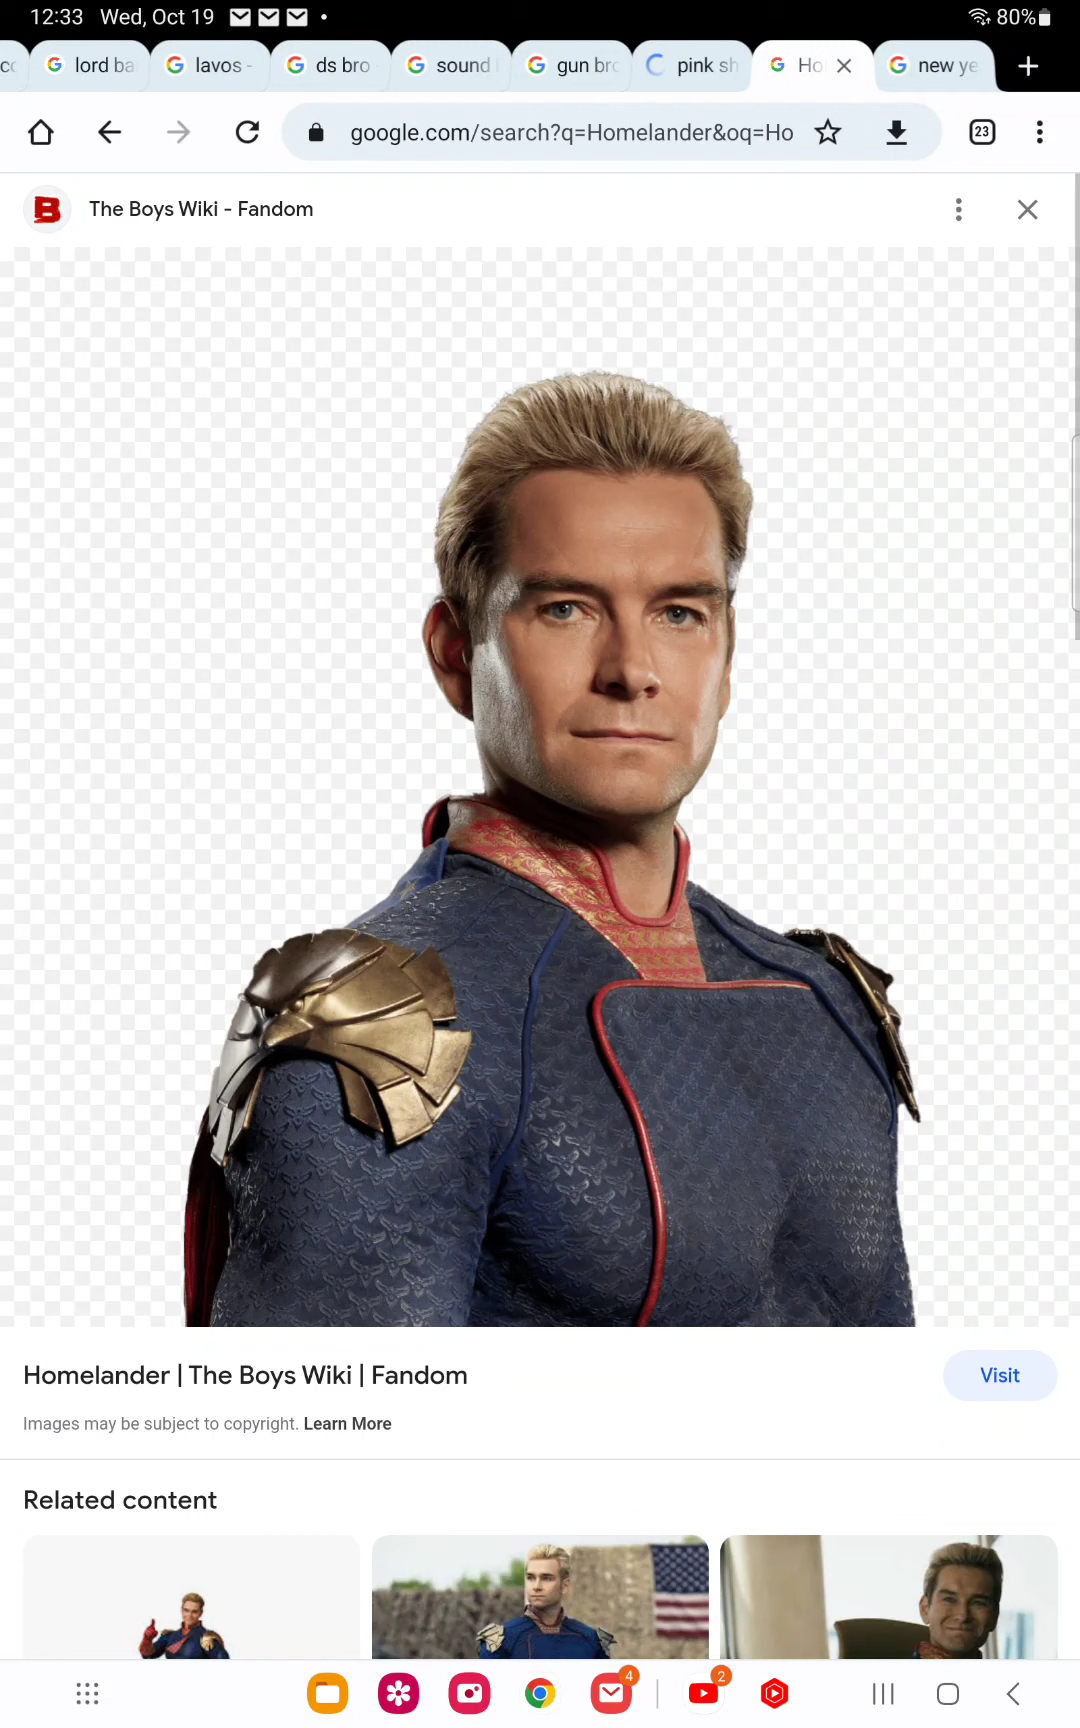 12:33 Wed, Oct 19
80%
lord ba
lavos -
ds bro
sound
gun bro
pink sh
Ho
new ye
google.com/search?q=Homelander&oq=Ho
23
B
The Boys Wiki - Fandom
Homelander | The Boys Wiki | Fandom
Visit
Images may be subject to copyright. Learn More
Related content
4
2